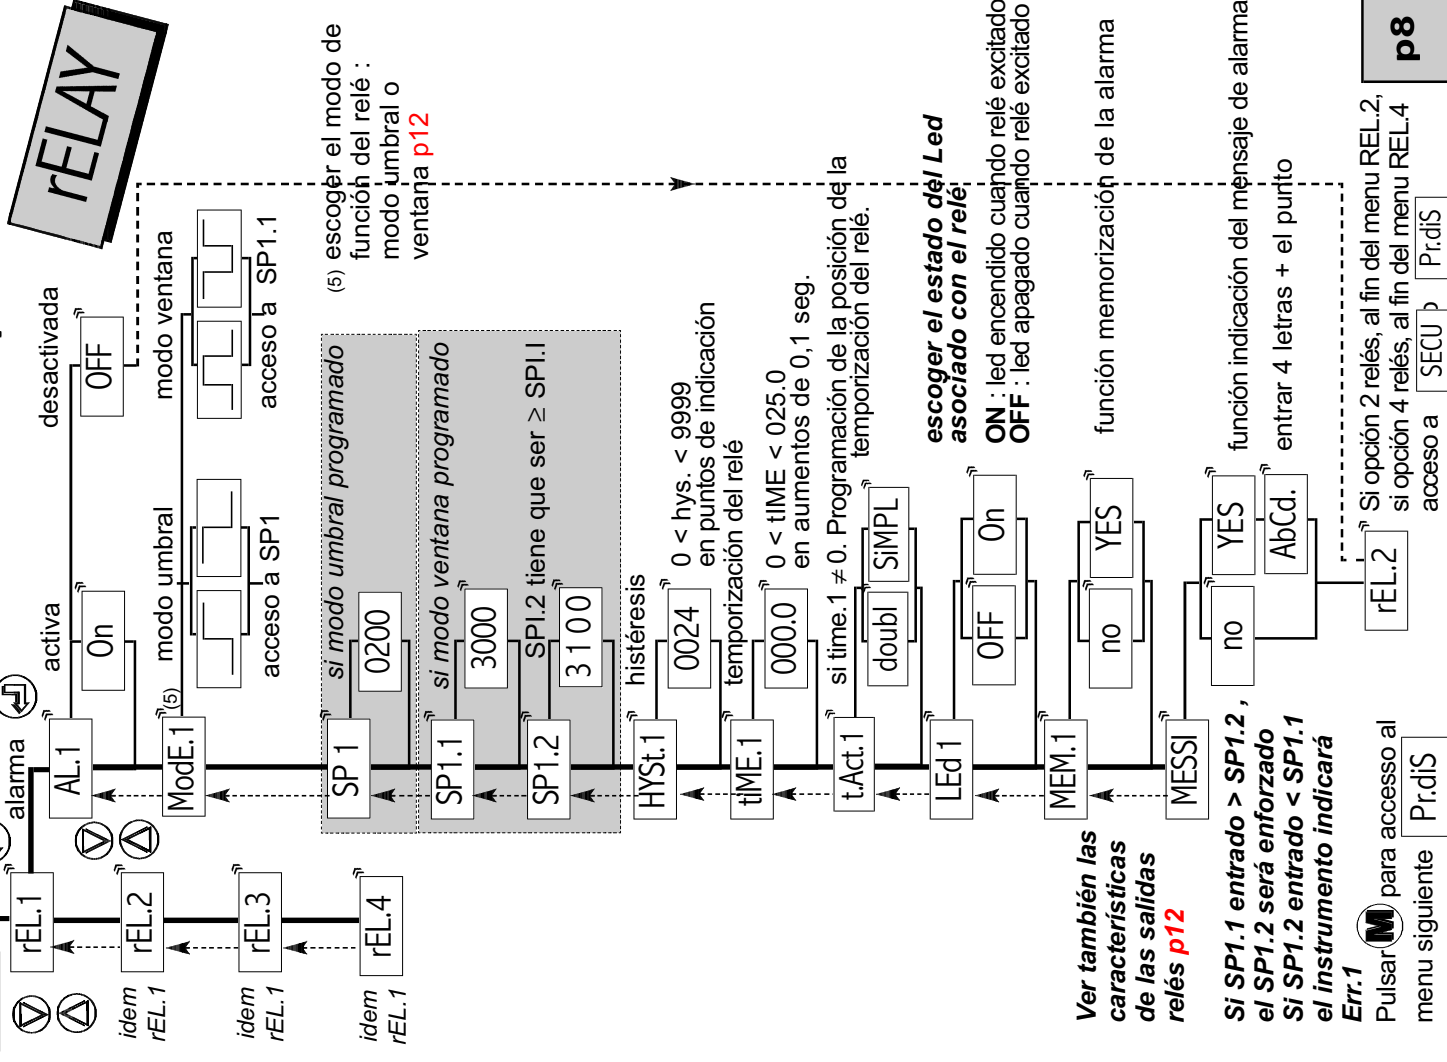 rELAY
alarma
activa
desactivada
rEL.1
AL.1
On
OFF
idem
rEL.1
rEL.2
ModE.1
(5)
modo umbral
modo ventana
acceso a SP1
acceso a SP1.1
(5) escoger el modo de
función del relé :
modo umbral o
ventana p12
idem
rEL.1
rEL.3
idem
rEL.1
rEL.4
si modo umbral programado
SP 1
0200
si modo ventana programado
SP1.1
3000
SPI.2 tiene que ser ≥ SPI.I
SP1.2
3 1 0 0
histéresis
HYSt.1
0024
0 < hys. < 9999
en puntos de indicación
temporización del relé
tiME.1
000.0
0 < tIME < 025.0
en aumentos de 0,1 seg.
si time.1 ≠ 0. Programación de la posición de la
temporización del relé.
t.Act.1
doubl
SiMPL
escoger el estado del Led
asociado con el relé
LEd 1
OFF
On
ON : led encendido cuando relé excitado
OFF : led apagado cuando relé excitado
MEM.1
no
YES
función memorización de la alarma
MESSI
no
YES
función indicación del mensaje de alarma
AbCd.
entrar 4 letras + el punto
rEL.2
Si opción 2 relés, al fin del menu REL.2,
si opción 4 relés, al fin del menu REL.4
acceso a SECU Pr.diS
Ver también las
características
de las salidas
relés p12
Si SP1.1 entrado > SP1.2 ,
el SP1.2 será enforzado
Si SP1.2 entrado < SP1.1
el instrumento indicará
Err.1
Pulsar M para accesso al
menu siguiente Pr.diS
p8